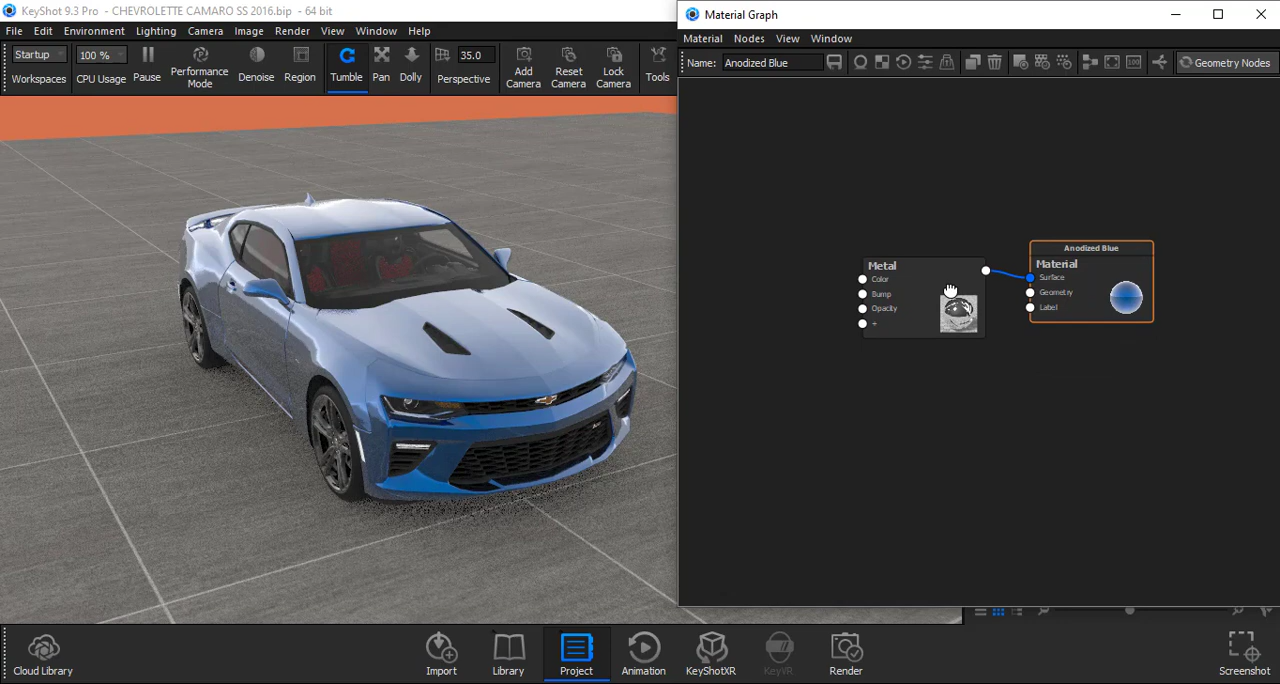 KeyShot 9.3 Pro - CHEVROLETTE CAMARO SS 2016.bip - 64 bit
File Edit Environment Lighting Camera Image Render View Window Help
Startup 100 % 35.0
Workspaces CPU Usage Pause Performance Mode Denoise Region Tumble Pan Dolly Perspective Add Camera Reset Camera Lock Camera Tools
Material Graph
Material Nodes View Window
Name: Anodized Blue Geometry Nodes
Metal
Color
Bump
Opacity
+
Anodized Blue
Material
Surface
Geometry
Label
Cloud Library Import Library Project Animation KeyShotXR KeyVR Render Screenshot